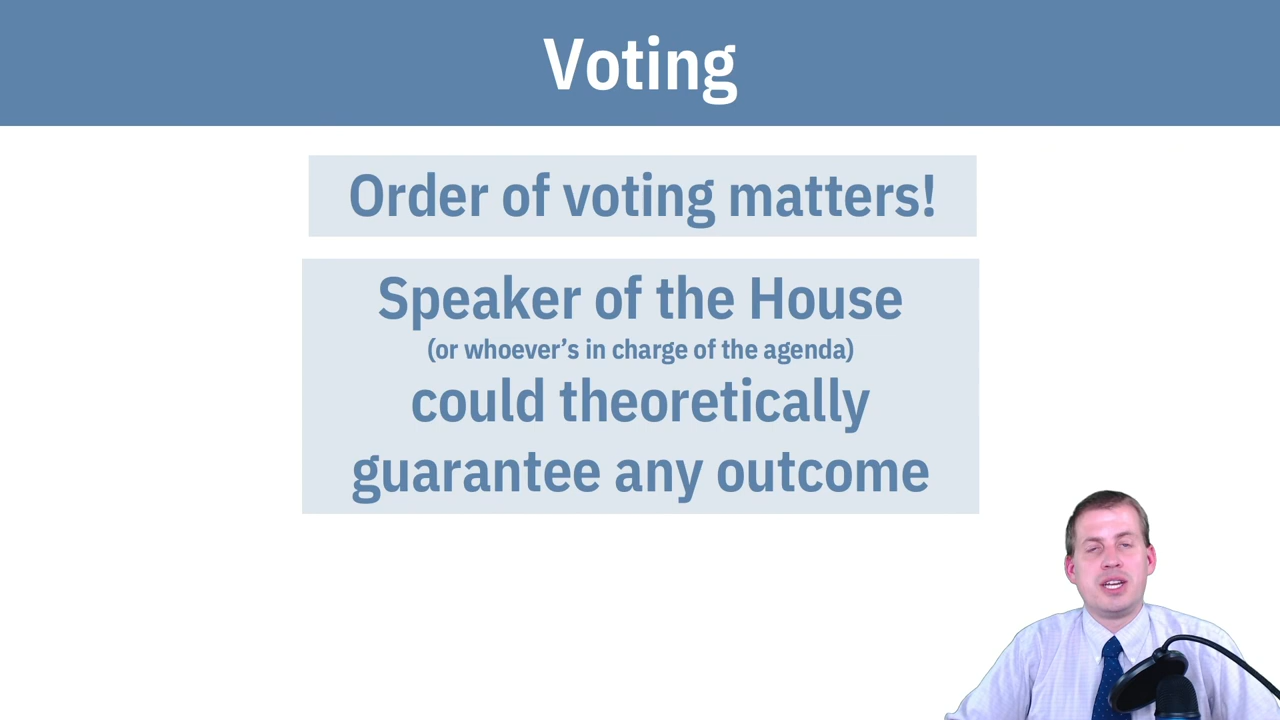 Voting
Order of voting matters!
Speaker of the House
(or whoever’s in charge of the agenda)
could theoretically
guarantee any outcome